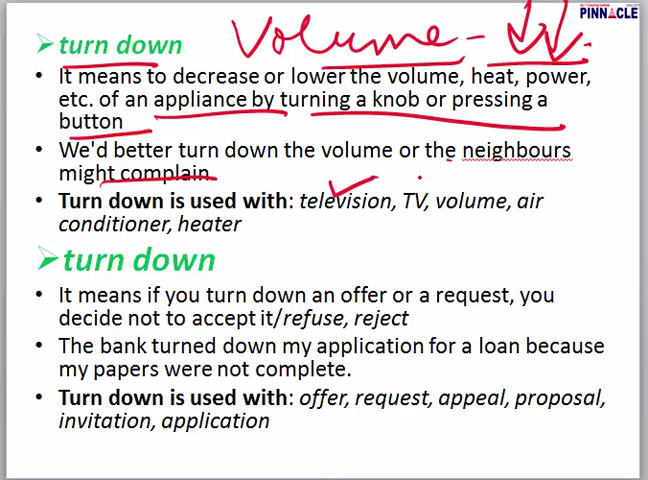 PINNACLE
➢turn down
Volume - ↓↓
• It means to decrease or lower the volume, heat, power,
etc. of an appliance by turning a knob or pressing a
button
• We'd better turn down the volume or the neighbours
might complain.
• Turn down is used with: television, TV, volume, air
conditioner, heater
➢turn down
• It means if you turn down an offer or a request, you
decide not to accept it/refuse, reject
• The bank turned down my application for a loan because
my papers were not complete.
• Turn down is used with: offer, request, appeal, proposal,
invitation, application